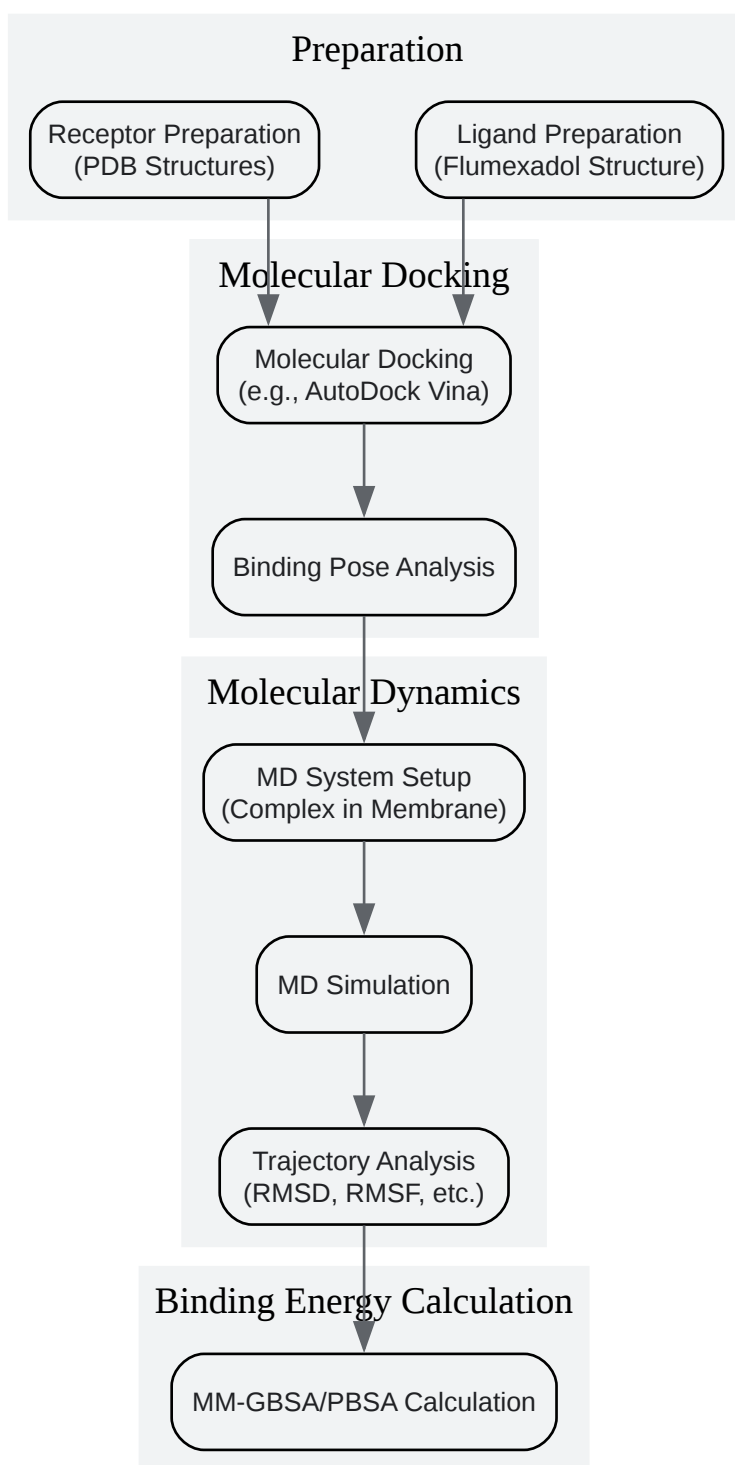 Preparation
Receptor Preparation
(PDB Structures)
Ligand Preparation
(Flumexadol Structure)
Molecular Docking
Molecular Docking
(e.g., AutoDock Vina)
Binding Pose Analysis
Molecular Dynamics
MD System Setup
(Complex in Membrane)
MD Simulation
Trajectory Analysis
(RMSD, RMSF, etc.)
Binding Energy Calculation
MM-GBSA/PBSA Calculation